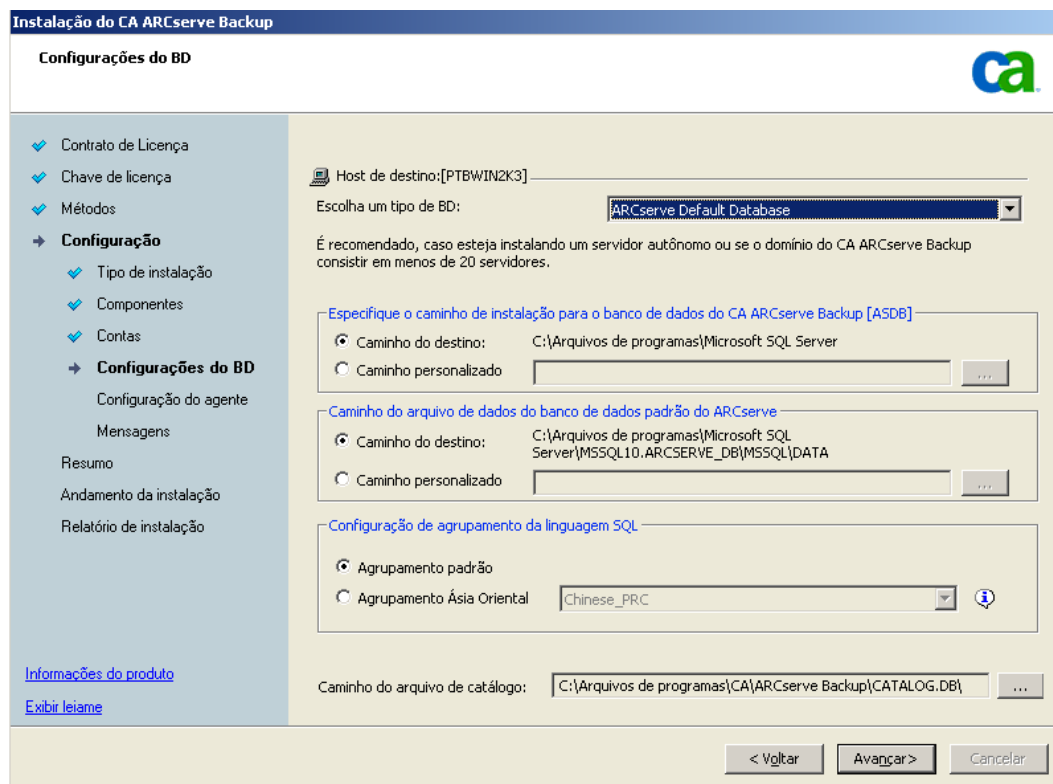 Instalação do CA ARCserve Backup
Configurações do BD
ca
Contrato de Licença
Chave de licença
Métodos
Configuração
Tipo de instalação
Componentes
Contas
Configurações do BD
Configuração do agente
Mensagens
Resumo
Andamento da instalação
Relatório de instalação
Informações do produto
Exibir leiame
Host de destino:[PTBWIN2K3]
Escolha um tipo de BD: ARCserve Default Database
É recomendado, caso esteja instalando um servidor autônomo ou se o domínio do CA ARCserve Backup
consistir em menos de 20 servidores.
Especifique o caminho de instalação para o banco de dados do CA ARCserve Backup [ASDB]
Caminho do destino: C:\Arquivos de programas\Microsoft SQL Server
Caminho personalizado ...
Caminho do arquivo de dados do banco de dados padrão do ARCserve
Caminho do destino: C:\Arquivos de programas\Microsoft SQL
Server\MSSQL10.ARCSERVE_DB\MSSQL\DATA
Caminho personalizado ...
Configuração de agrupamento da linguagem SQL
Agrupamento padrão
Agrupamento Ásia Oriental Chinese_PRC
Caminho do arquivo de catálogo: C:\Arquivos de programas\CA\ARCserve Backup\CATALOG.DB\ ...
< Voltar Avançar> Cancelar